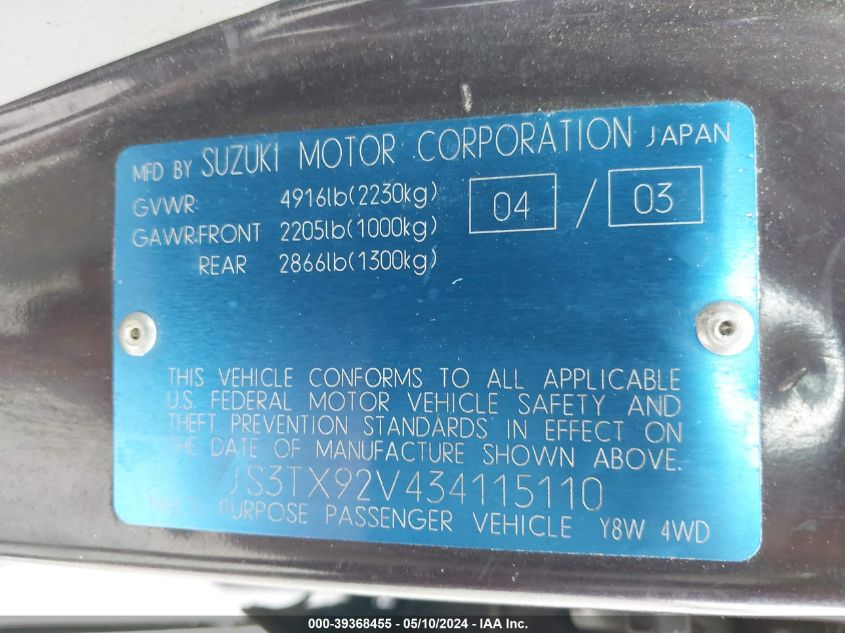 MFD BY SUZUKI MOTOR CORPORATION JAPAN
GVWR: 4916lb(2230kg) 04 / 03
GAWR:FRONT 2205lb(1000kg)
REAR 2866lb(1300kg)
THIS VEHICLE CONFORMS TO ALL APPLICABLE
U.S. FEDERAL MOTOR VEHICLE SAFETY AND
THEFT PREVENTION STANDARDS IN EFFECT ON
THE DATE OF MANUFACTURE SHOWN ABOVE.
JS3TX92V434115110
MULTI PURPOSE PASSENGER VEHICLE Y8W 4WD
000-39368455 - 05/10/2024 - IAA Inc.